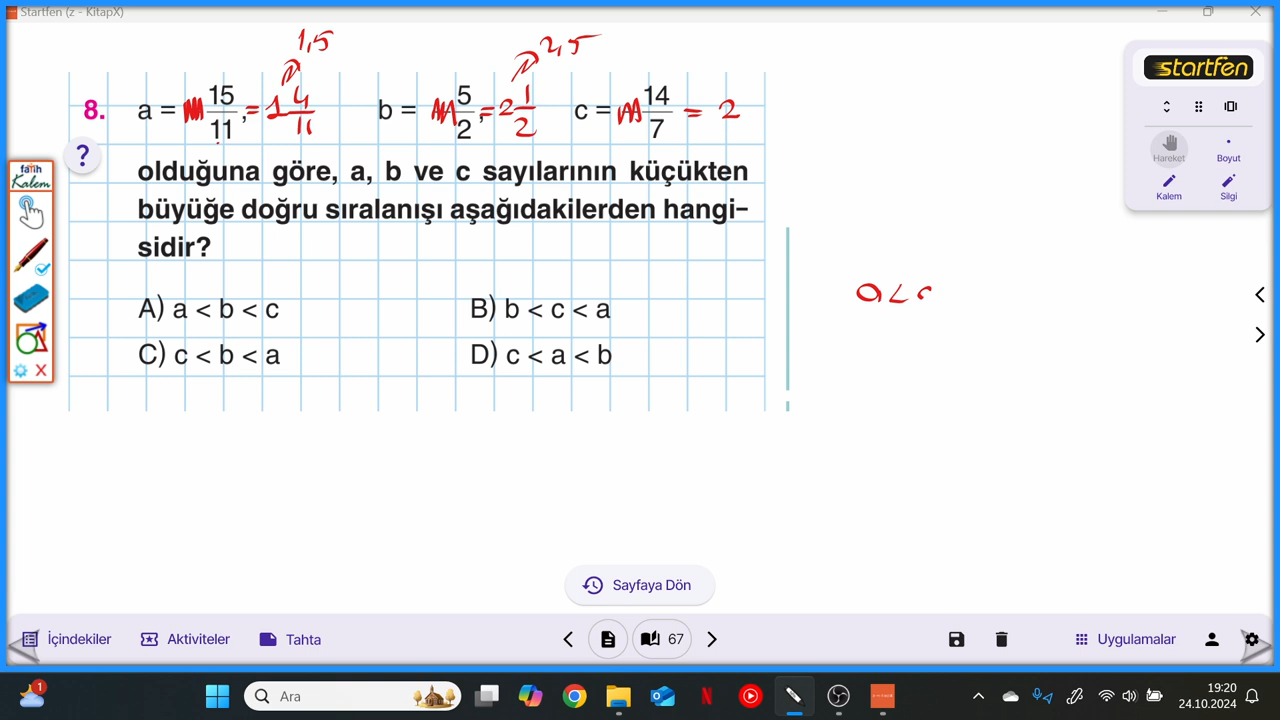 Startfen (z - KitapX)
1,5
2,5
8. a = 15/11, = 1 4/11 b = 5/2, = 2 1/2 c = 14/7 = 2
?
olduğuna göre, a, b ve c sayılarının küçükten
büyüğe doğru sıralanışı aşağıdakilerden hangi-
sidir?
A) a < b < c
B) b < c < a
C) c < b < a
D) c < a < b
a < c
fatih
Kalem
startfen
Hareket
Boyut
Kalem
Silgi
Sayfaya Dön
İçindekiler
Aktiviteler
Tahta
67
Uygulamalar
1
Ara
19:20
24.10.2024